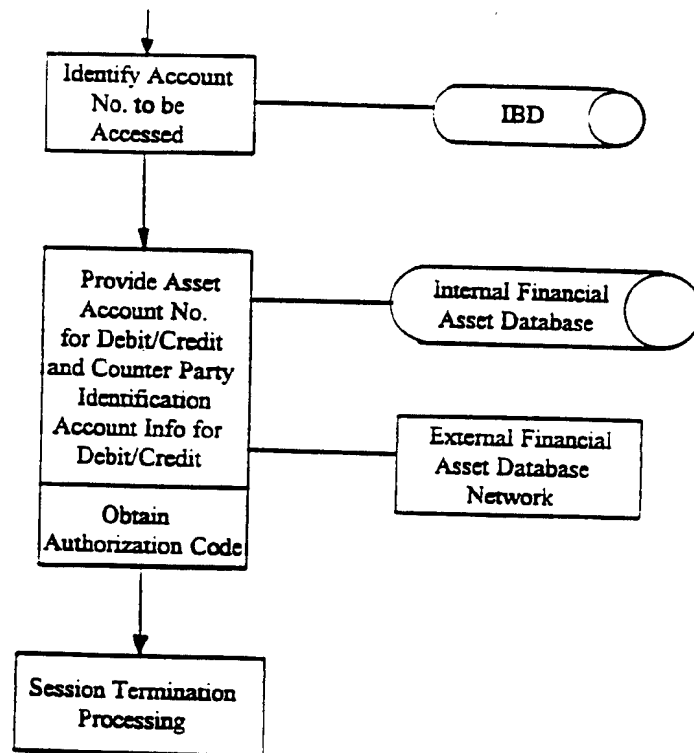 Identify Account
No. to be
Accessed
IBD
Provide Asset
Account No.
for Debit/Credit
and Counter Party
Identification
Account Info for
Debit/Credit
Internal Financial
Asset Database
External Financial
Asset Database
Network
Obtain
Authorization Code
Session Termination
Processing